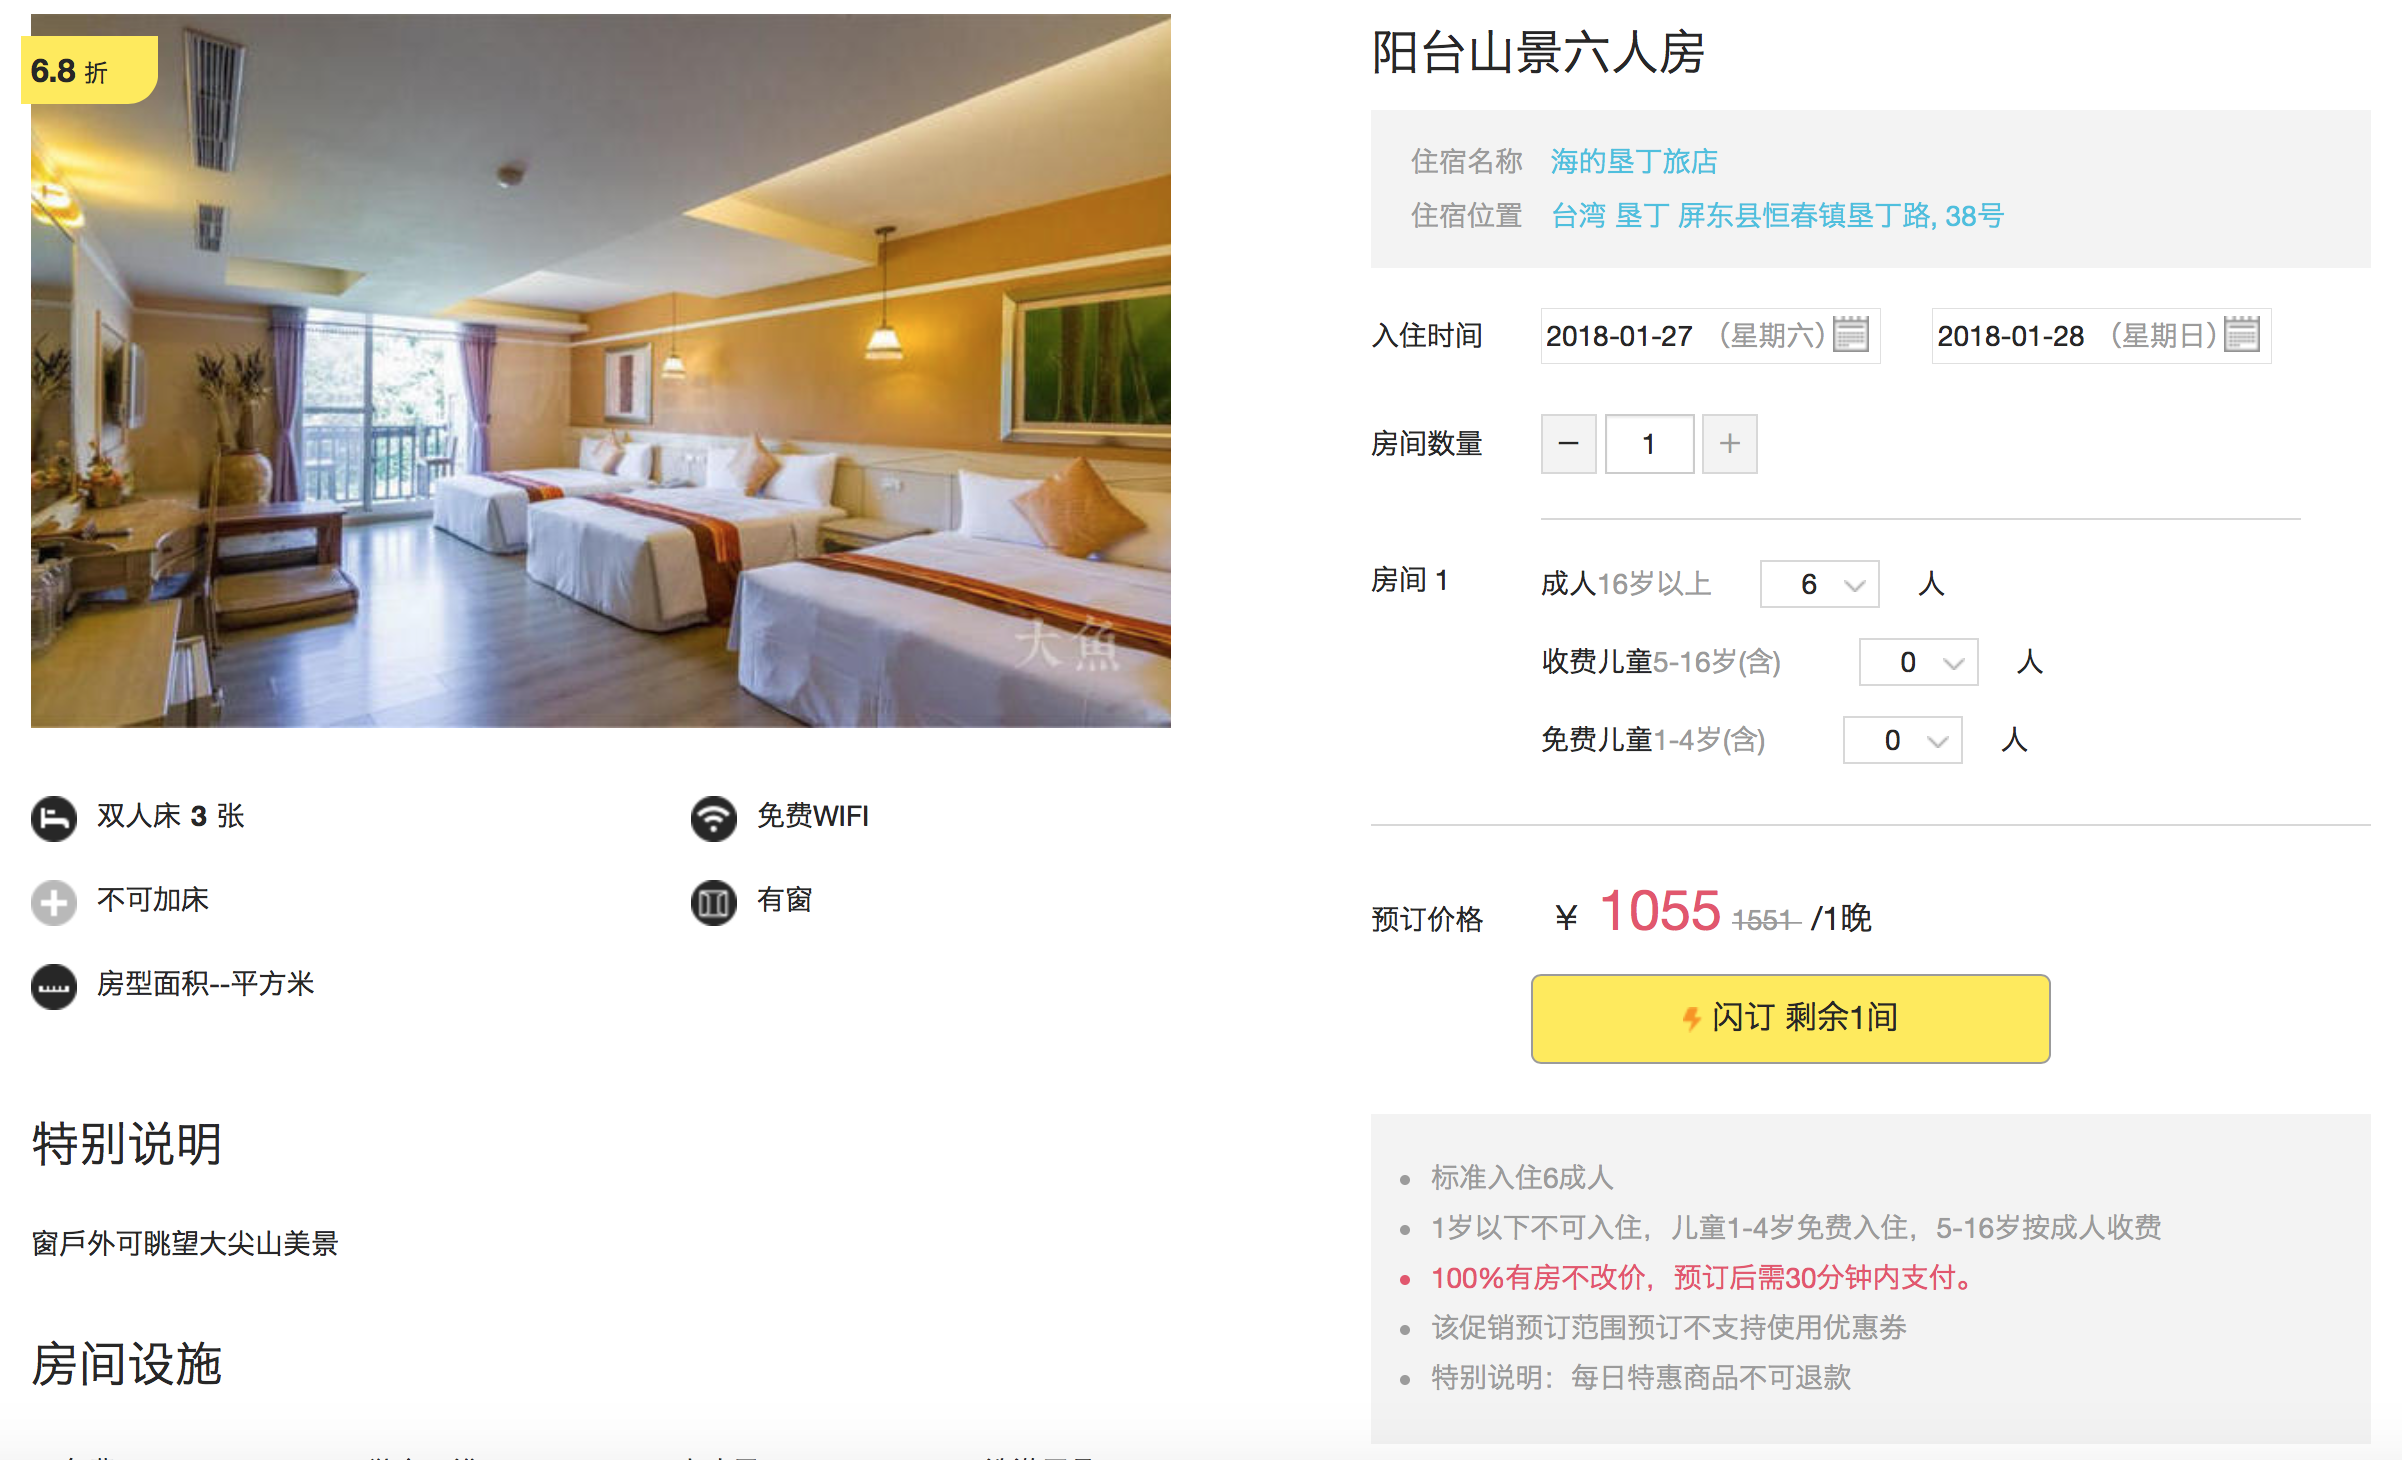 6.8 折
大魚
双人床 3 张
免费WIFI
不可加床
有窗
房型面积--平方米
特别说明
窗戶外可眺望大尖山美景
房间设施
阳台山景六人房
住宿名称 海的垦丁旅店
住宿位置 台湾 垦丁 屏东县恒春镇垦丁路, 38号
入住时间 2018-01-27 （星期六） 2018-01-28 （星期日）
房间数量 − 1 +
房间 1 成人16岁以上 6 人
收费儿童5-16岁(含) 0 人
免费儿童1-4岁(含) 0 人
预订价格 ¥ 1055 1551 /1晚
闪订 剩余1间
标准入住6成人
1岁以下不可入住，儿童1-4岁免费入住，5-16岁按成人收费
100%有房不改价，预订后需30分钟内支付。
该促销预订范围预订不支持使用优惠券
特别说明：每日特惠商品不可退款